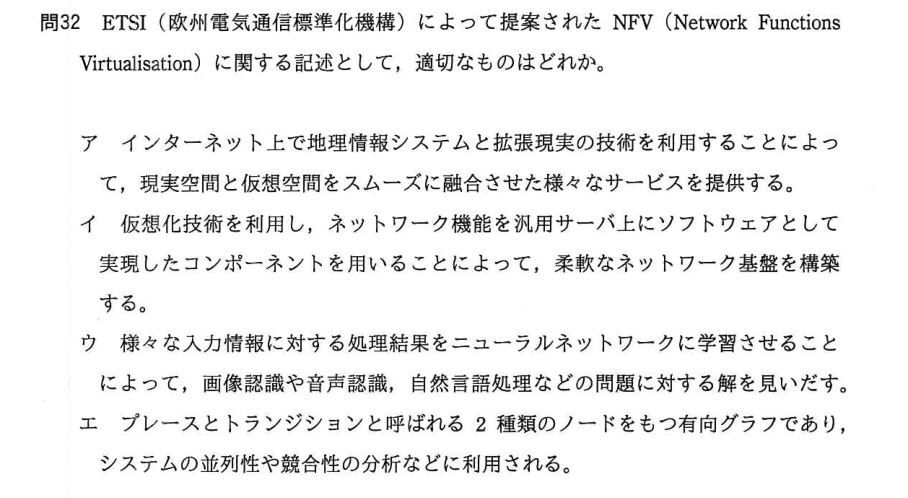 問32 ETSI（欧州電気通信標準化機構）によって提案された NFV（Network Functions
Virtualisation）に関する記述として，適切なものはどれか。
ア インターネット上で地理情報システムと拡張現実の技術を利用することによっ
て，現実空間と仮想空間をスムーズに融合させた様々なサービスを提供する。
イ 仮想化技術を利用し，ネットワーク機能を汎用サーバ上にソフトウェアとして
実現したコンポーネントを用いることによって，柔軟なネットワーク基盤を構築
する。
ウ 様々な入力情報に対する処理結果をニューラルネットワークに学習させること
によって，画像認識や音声認識，自然言語処理などの問題に対する解を見いだす。
エ プレースとトランジションと呼ばれる 2 種類のノードをもつ有向グラフであり，
システムの並列性や競合性の分析などに利用される。